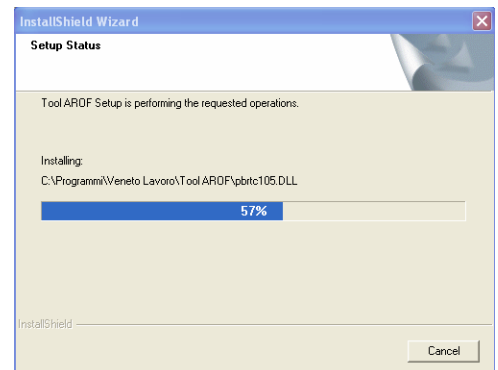 InstallShield Wizard
Setup Status
Tool AROF Setup is performing the requested operations.
Installing:
C:\Programmi\Veneto Lavoro\Tool AROF\pbrtc105.DLL
57%
InstallShield
Cancel